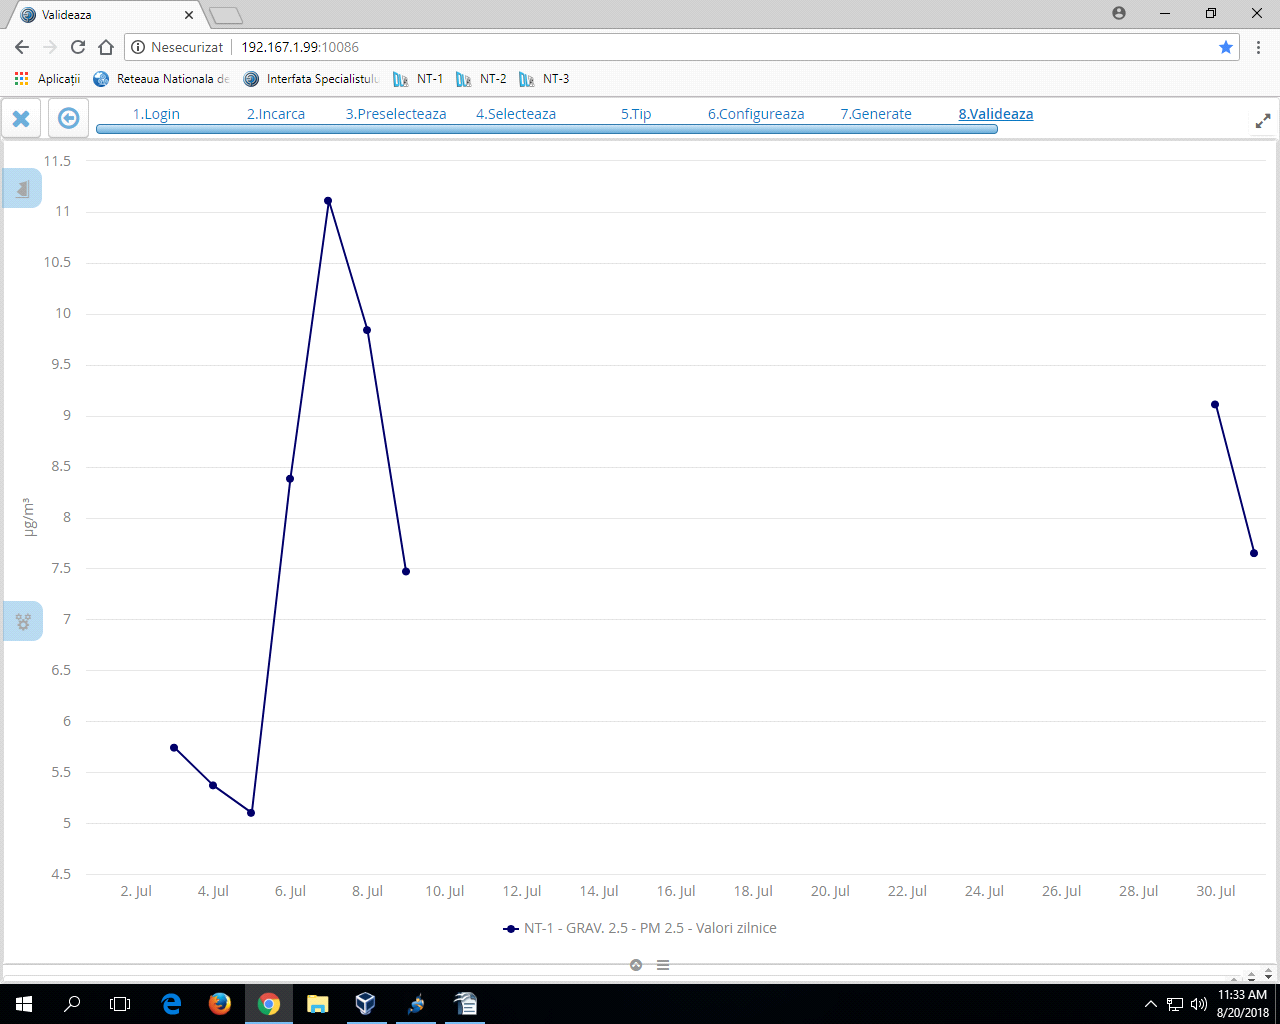 Valideaza
Nesecurizat 192.167.1.99:10086
Aplicații Reteaua Nationala de Interfata Specialistulu NT-1 NT-2 NT-3
1.Login 2.Incarca 3.Preselecteaza 4.Selecteaza 5.Tip 6.Configureaza 7.Generate 8.Valideaza
11.5
11
10.5
10
9.5
9
8.5
8
7.5
7
6.5
6
5.5
5
4.5
µg/m³
2. Jul 4. Jul 6. Jul 8. Jul 10. Jul 12. Jul 14. Jul 16. Jul 18. Jul 20. Jul 22. Jul 24. Jul 26. Jul 28. Jul 30. Jul
NT-1 - GRAV. 2.5 - PM 2.5 - Valori zilnice
11:33 AM
8/20/2018